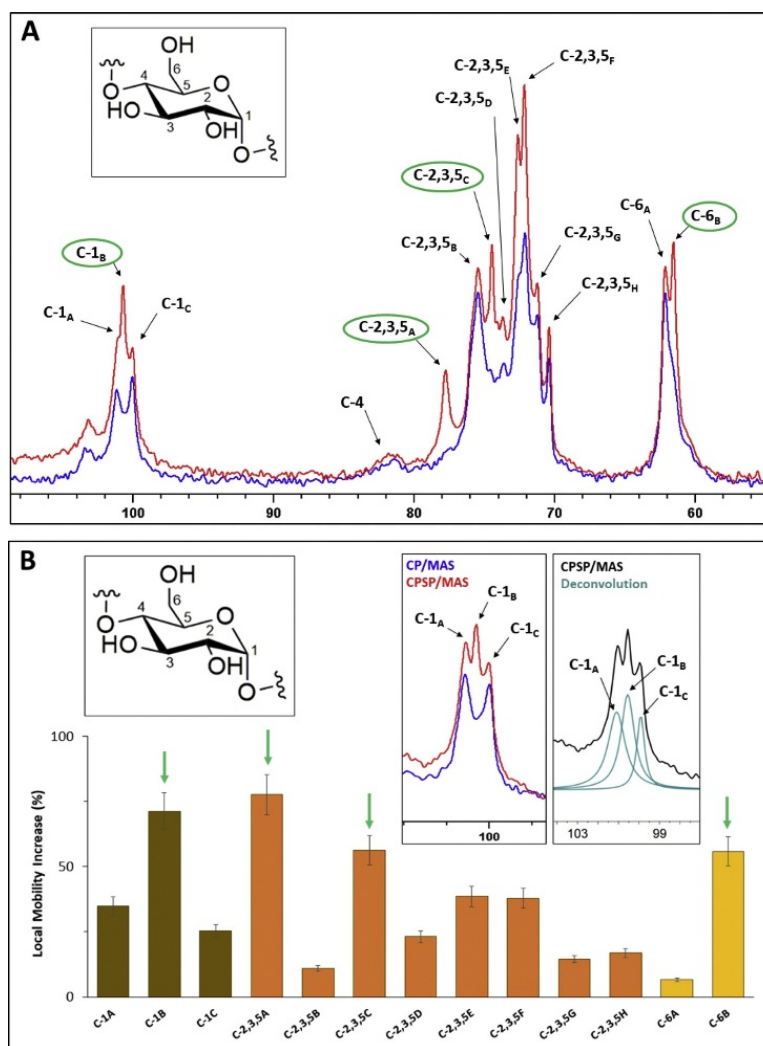 A
OH
6
4
5
O
O
HO
2
1
3
OH
O
C-2,3,5E
C-2,3,5F
C-2,3,5D
C-2,3,5C
C-6A
C-6B
C-1B
C-2,3,5B
C-2,3,5G
C-1A
C-1C
C-2,3,5H
C-2,3,5A
C-4
100
90
80
70
60
B
OH
6
4
5
O
O
HO
2
1
3
OH
O
CP/MAS
CPSP/MAS
C-1B
C-1A
C-1C
100
CPSP/MAS
Deconvolution
C-1A
C-1B
C-1C
103
99
Local Mobility Increase (%)
100
50
0
C-1A
C-1B
C-1C
C-2,3,5A
C-2,3,5B
C-2,3,5C
C-2,3,5D
C-2,3,5E
C-2,3,5F
C-2,3,5G
C-2,3,5H
C-6A
C-6B